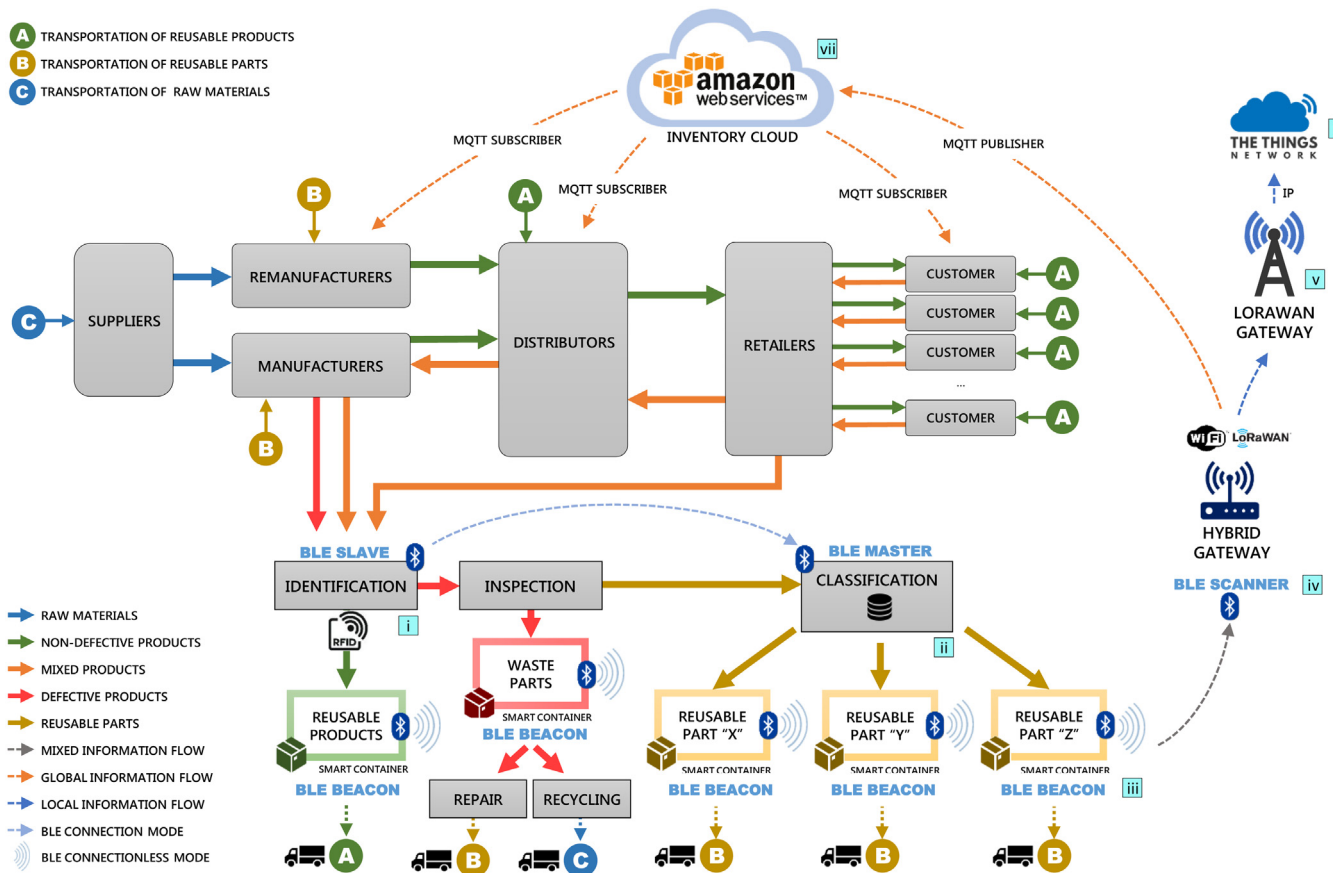 A TRANSPORTATION OF REUSABLE PRODUCTS
B TRANSPORTATION OF REUSABLE PARTS
C TRANSPORTATION OF RAW MATERIALS
amazon
web services™
INVENTORY CLOUD
vii
MQTT SUBSCRIBER
MQTT SUBSCRIBER
MQTT SUBSCRIBER
MQTT PUBLISHER
THE THINGS
NETWORK
IP
v
LORAWAN
GATEWAY
B
A
C
SUPPLIERS
REMANUFACTURERS
MANUFACTURERS
B
DISTRIBUTORS
RETAILERS
CUSTOMER
A
CUSTOMER
A
CUSTOMER
A
...
CUSTOMER
A
WiFi™
LoRaWAN
HYBRID
GATEWAY
BLE SCANNER
iv
BLE SLAVE
IDENTIFICATION
i
RFID
INSPECTION
BLE MASTER
CLASSIFICATION
ii
REUSABLE
PRODUCTS
SMART CONTAINER
BLE BEACON
A
WASTE
PARTS
SMART CONTAINER
BLE BEACON
REPAIR
RECYCLING
B
C
REUSABLE
PART "X"
SMART CONTAINER
BLE BEACON
B
REUSABLE
PART "Y"
SMART CONTAINER
BLE BEACON
B
REUSABLE
PART "Z"
SMART CONTAINER
BLE BEACON
iii
B
RAW MATERIALS
NON-DEFECTIVE PRODUCTS
MIXED PRODUCTS
DEFECTIVE PRODUCTS
REUSABLE PARTS
MIXED INFORMATION FLOW
GLOBAL INFORMATION FLOW
LOCAL INFORMATION FLOW
BLE CONNECTION MODE
BLE CONNECTIONLESS MODE